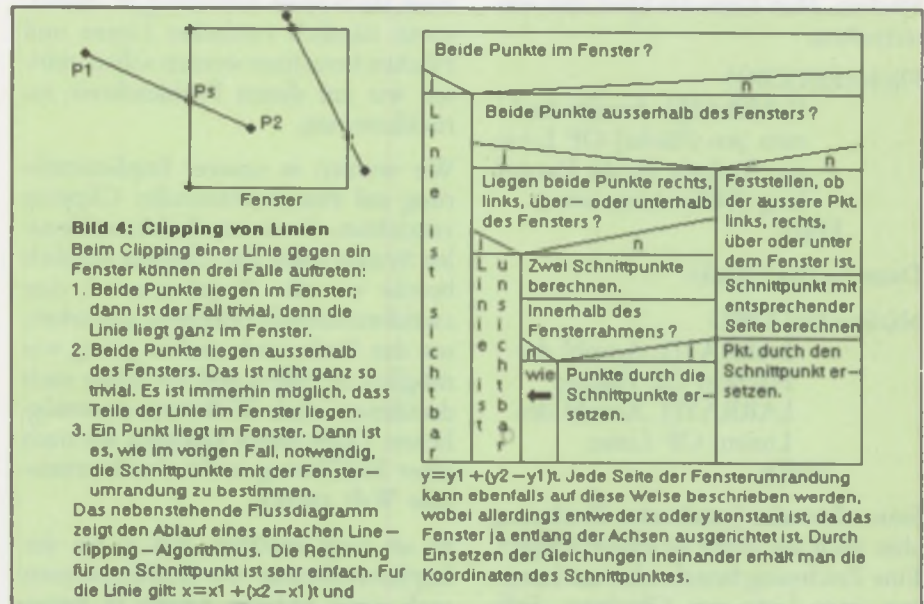 P1
Ps
P2
Fenster
Bild 4: Clipping von Linien
Beim Clipping einer Linie gegen ein
Fenster können drei Falle auftreten:
1. Beide Punkte liegen im Fenster;
dann ist der Fall trivial, denn die
Linie liegt ganz im Fenster.
2. Beide Punkte liegen ausserhalb
des Fensters. Das ist nicht ganz so
trivial. Es ist immerhin möglich, dass
Teile der Linie im Fenster liegen.
3. Ein Punkt liegt im Fenster. Dann ist
es, wie im vorigen Fall, notwendig,
die Schnittpunkte mit der Fenster—
umrandung zu bestimmen.
Das nebenstehende Flussdiagramm
zeigt den Ablauf eines einfachen Line—
clipping—Algorithmus. Die Rechnung
für den Schnittpunkt ist sehr einfach. Fur
die Linie gilt: x=x1+(x2—x1)t und
Beide Punkte im Fenster?
j
n
Linie ist sichtbar
Beide Punkte ausserhalb des Fensters?
j
n
Liegen beide Punkte rechts,
links, über— oder unterhalb
des Fensters?
j
n
Linie ist
unsichtbar
Zwei Schnittpunkte
berechnen.
Innerhalb des
Fensterrahmens?
n
j
wie
Punkte durch die
Schnittpunkte er—
setzen.
Feststellen, ob
der äussere Pkt.
links, rechts,
über oder unter
dem Fenster ist.
Schnittpunkt mit
entsprechender
Seite berechnen
Pkt. durch den
Schnittpunkt er—
setzen.
y=y1+(y2—y1)t. Jede Seite der Fensterumrandung
kann ebenfalls auf diese Weise beschrieben werden,
wobei allerdings entweder x oder y konstant ist, da das
Fenster ja entlang der Achsen ausgerichtet ist. Durch
Einsetzen der Gleichungen ineinander erhält man die
Koordinaten des Schnittpunktes.